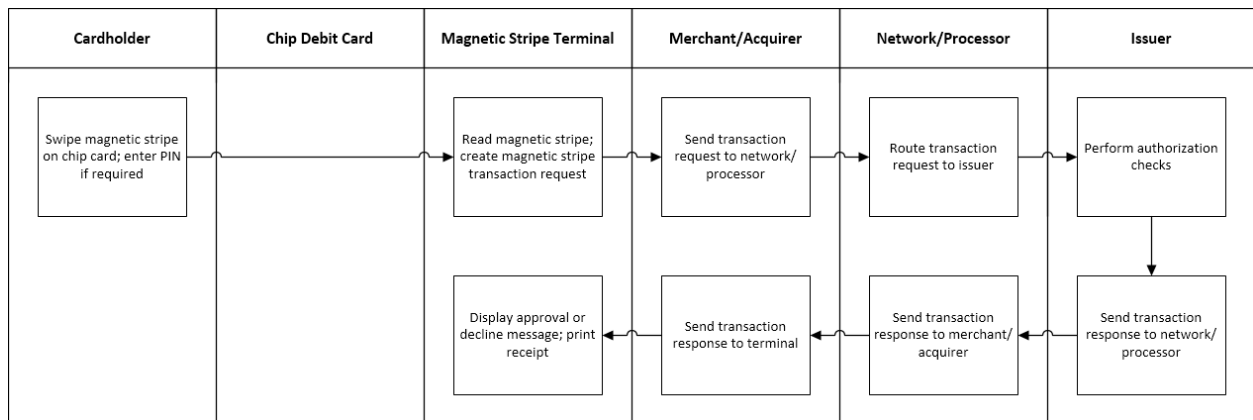 Cardholder
Chip Debit Card
Magnetic Stripe Terminal
Merchant/Acquirer
Network/Processor
Issuer
Swipe magnetic stripe
on chip card; enter PIN
if required
Read magnetic stripe;
create magnetic stripe
transaction request
Send transaction
request to network/
processor
Route transaction
request to issuer
Perform authorization
checks
Display approval or
decline message; print
receipt
Send transaction
response to terminal
Send transaction
response to merchant/
acquirer
Send transaction
response to network/
processor